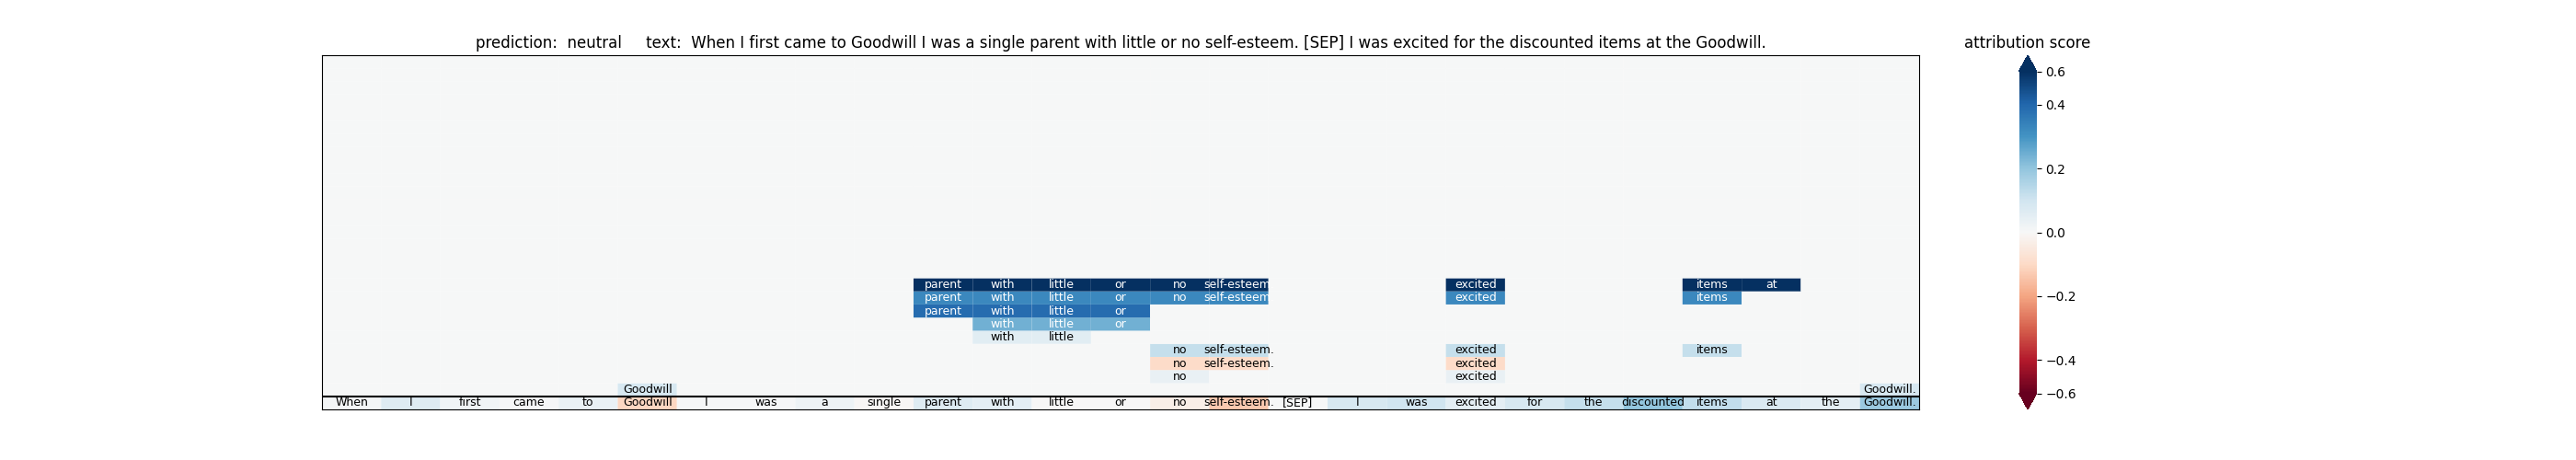 prediction:  neutral     text:  When I first came to Goodwill I was a single parent with little or no self-esteem. [SEP] I was excited for the discounted items at the Goodwill.
attribution score
0.6
0.4
0.2
0.0
−0.2
−0.4
−0.6
parent with little or no self-esteem excited items at
parent with little or no self-esteem excited items
parent with little or
with little or
with little
no self-esteem. excited items
no self-esteem. excited
no excited
Goodwill Goodwill.
When I first came to Goodwill I was a single parent with little or no self-esteem. [SEP] I was excited for the discounted items at the Goodwill.